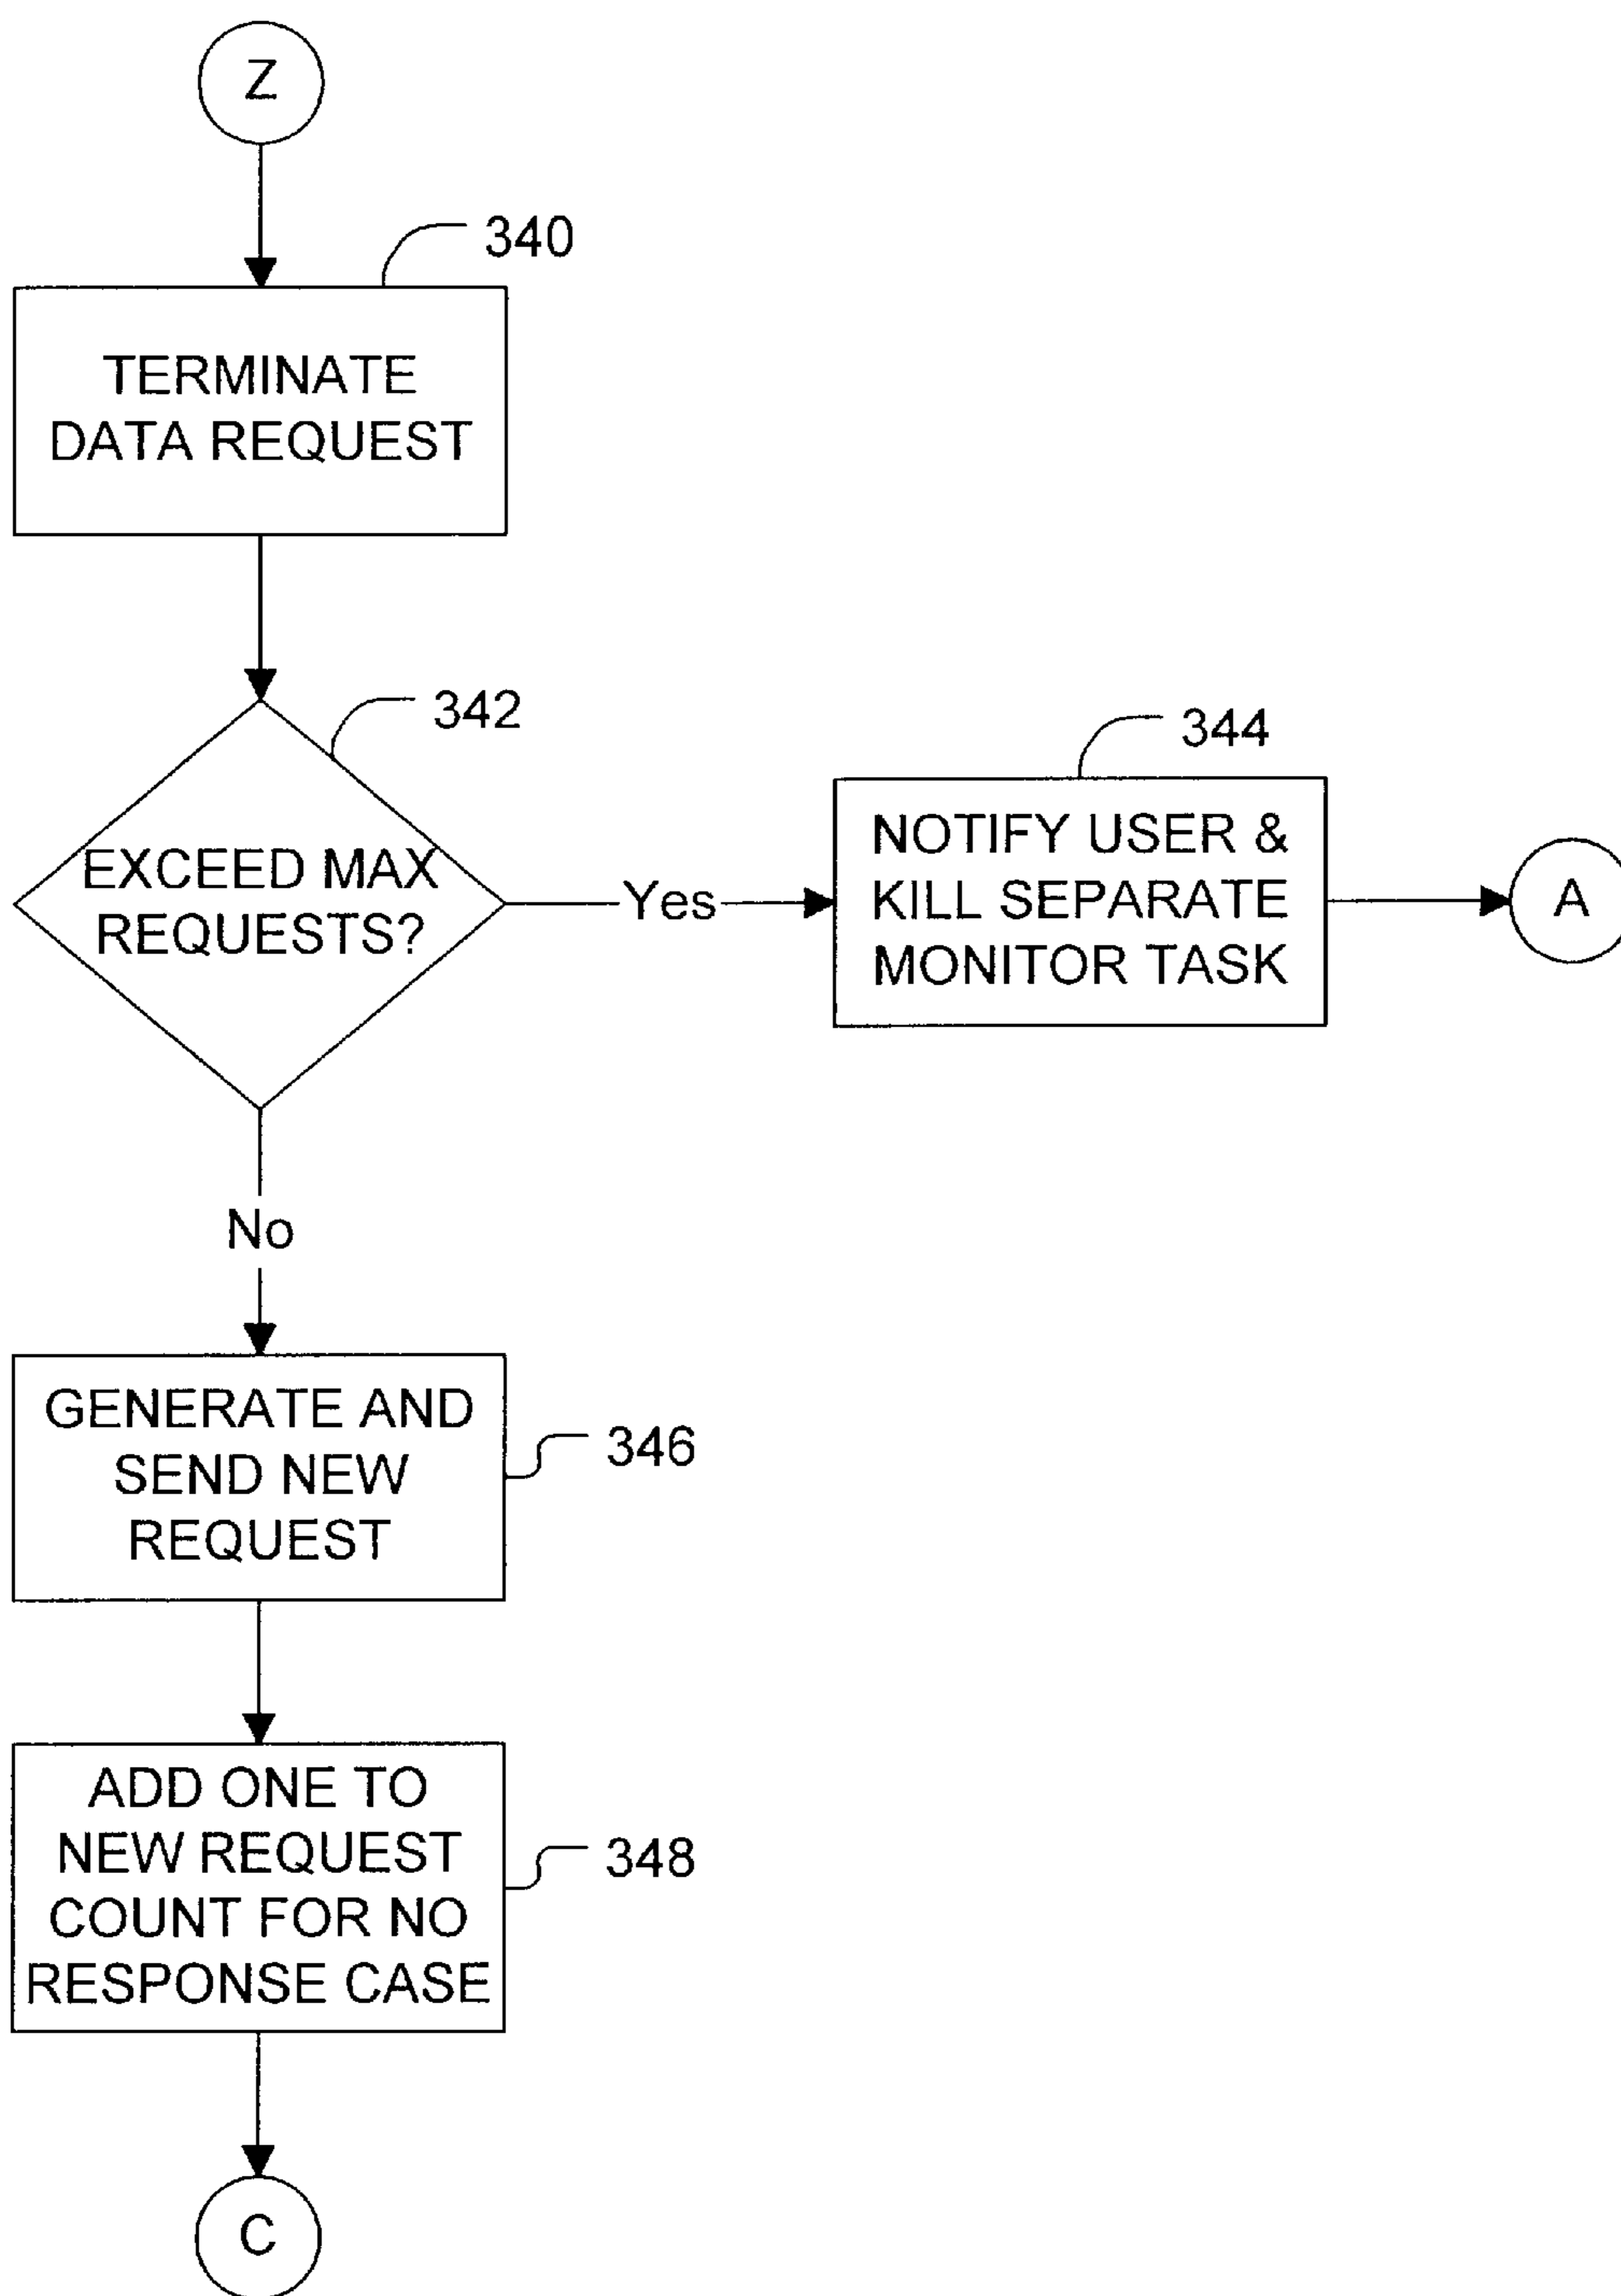 Z
340
TERMINATE
DATA REQUEST
342
EXCEED MAX
REQUESTS?
Yes
344
NOTIFY USER &
KILL SEPARATE
MONITOR TASK
A
No
GENERATE AND
SEND NEW
REQUEST
346
ADD ONE TO
NEW REQUEST
COUNT FOR NO
RESPONSE CASE
348
C